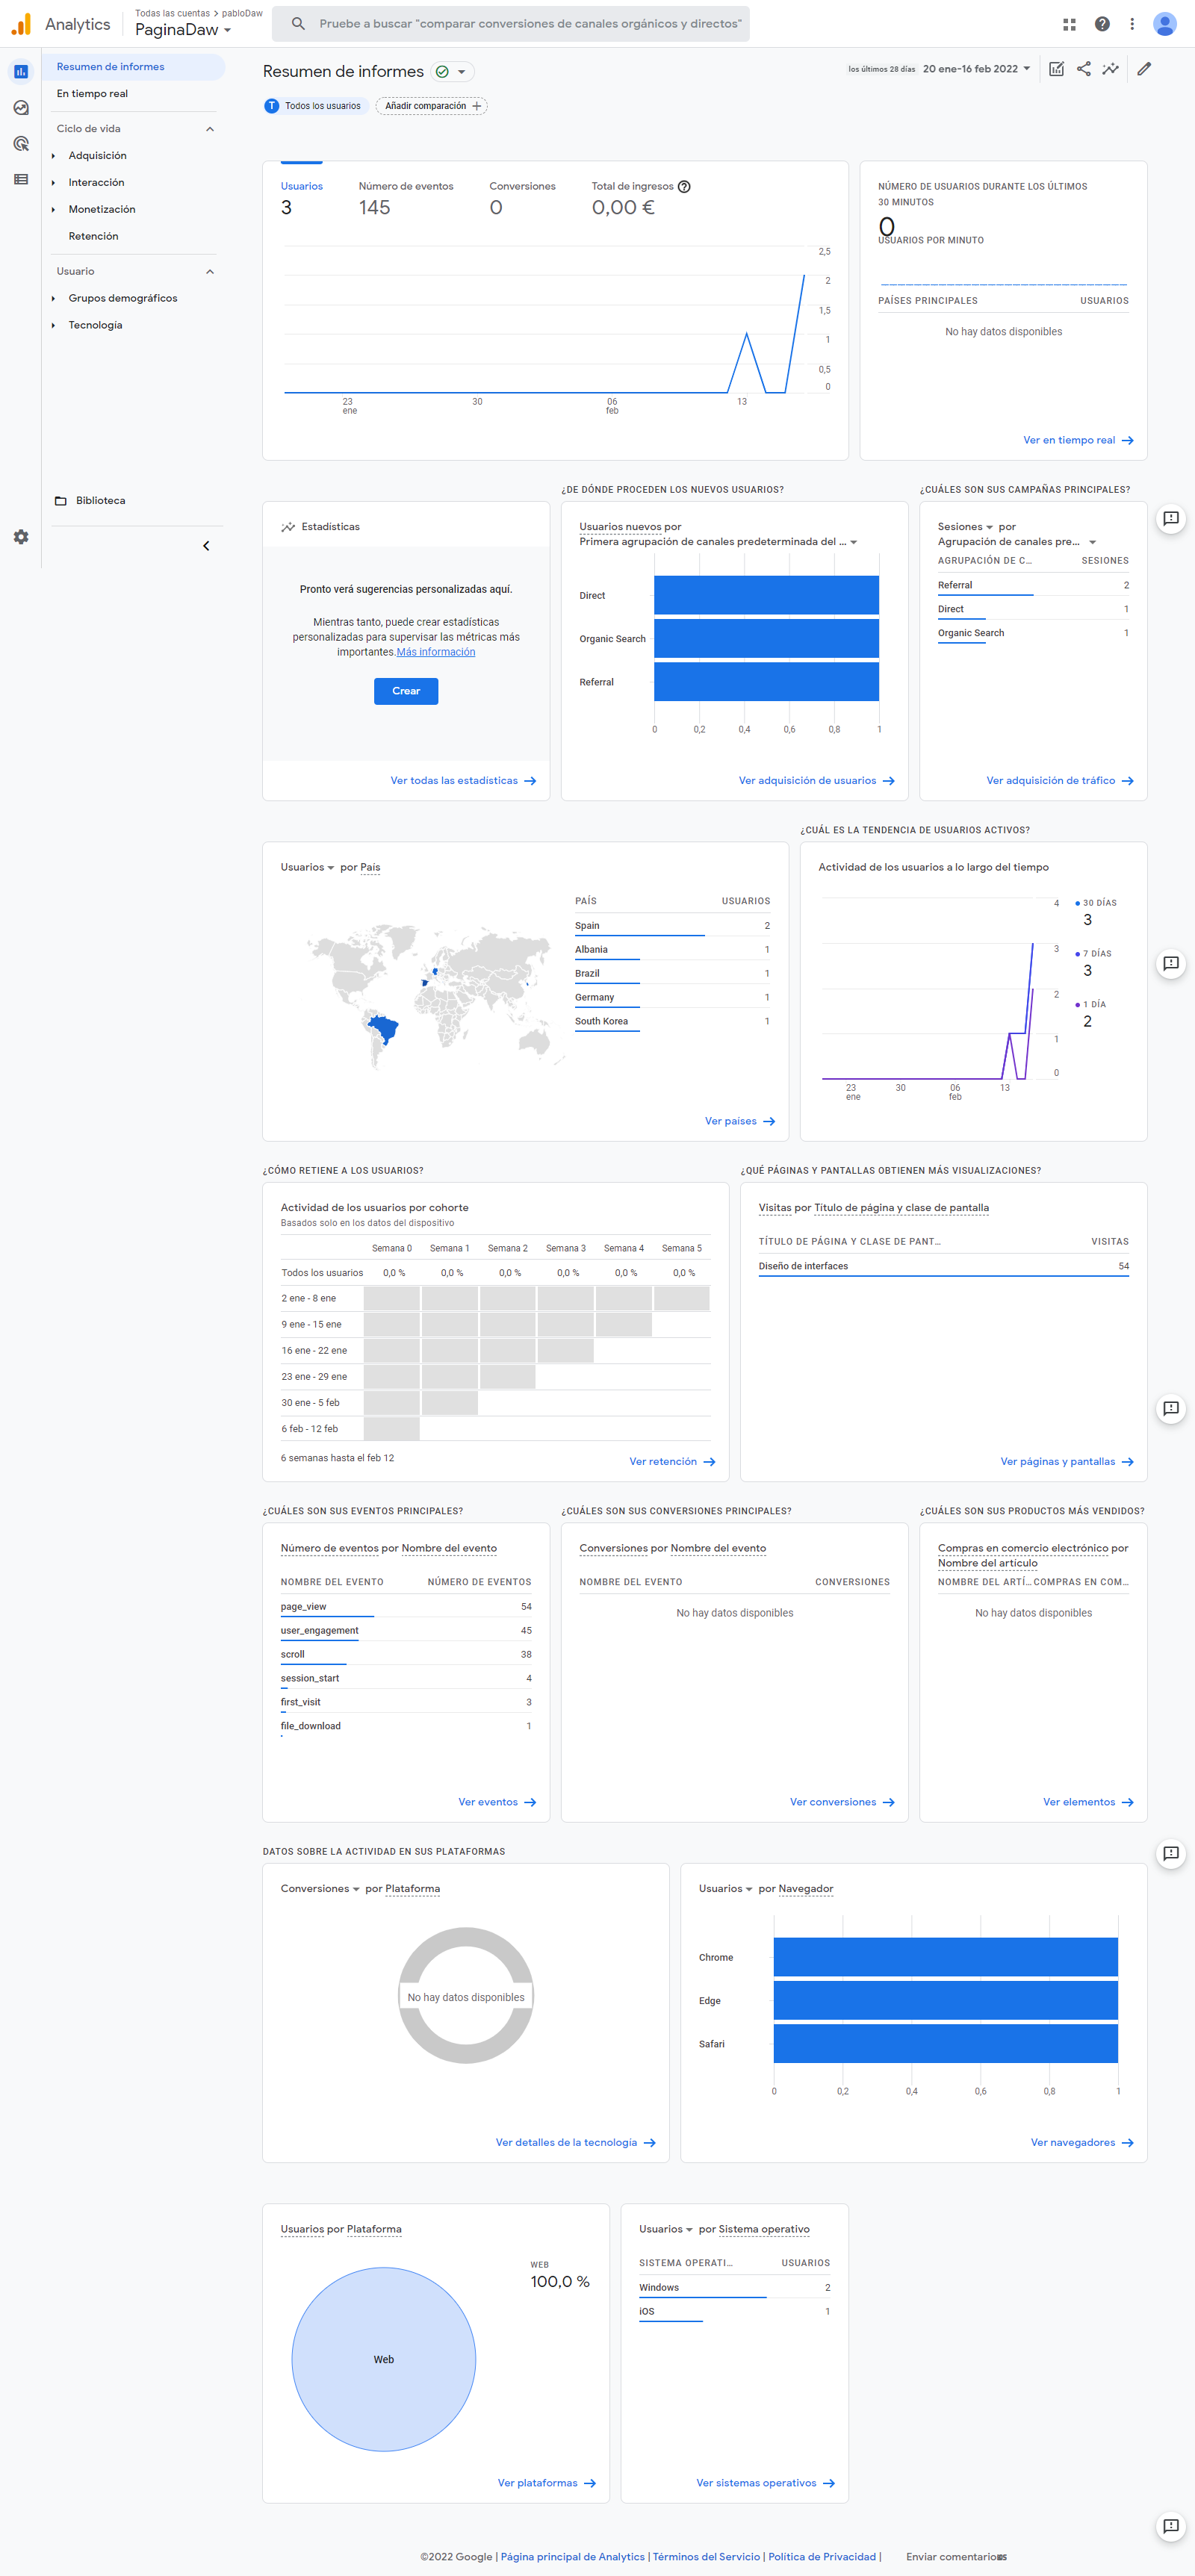 Analytics
Todas las cuentas > pabloDaw
PaginaDaw
Pruebe a buscar "comparar conversiones de canales orgánicos y directos"
Resumen de informes
En tiempo real
Ciclo de vida
Adquisición
Interacción
Monetización
Retención
Usuario
Grupos demográficos
Tecnología
Biblioteca
Resumen de informes
los últimos 28 días 20 ene-16 feb 2022
T Todos los usuarios
Añadir comparación
Usuarios Número de eventos Conversiones Total de ingresos
3 145 0 0,00 €
2,5
2
1,5
1
0,5
0
23 30 06 13
ene feb
NÚMERO DE USUARIOS DURANTE LOS ÚLTIMOS
30 MINUTOS
0
USUARIOS POR MINUTO
PAÍSES PRINCIPALES USUARIOS
No hay datos disponibles
Ver en tiempo real
Estadísticas
Pronto verá sugerencias personalizadas aquí.
Mientras tanto, puede crear estadísticas
personalizadas para supervisar las métricas más
importantes.Más información
Crear
Ver todas las estadísticas
¿DE DÓNDE PROCEDEN LOS NUEVOS USUARIOS?
Usuarios nuevos por
Primera agrupación de canales predeterminada del ...
Direct
Organic Search
Referral
0 0,2 0,4 0,6 0,8 1
Ver adquisición de usuarios
¿CUÁLES SON SUS CAMPAÑAS PRINCIPALES?
Sesiones por
Agrupación de canales pre...
AGRUPACIÓN DE C... SESIONES
Referral 2
Direct 1
Organic Search 1
Ver adquisición de tráfico
Usuarios por País
PAÍS USUARIOS
Spain 2
Albania 1
Brazil 1
Germany 1
South Korea 1
Ver países
¿CUÁL ES LA TENDENCIA DE USUARIOS ACTIVOS?
Actividad de los usuarios a lo largo del tiempo
4
3
2
1
0
23 30 06 13
ene feb
30 DÍAS
3
7 DÍAS
3
1 DÍA
2
¿CÓMO RETIENE A LOS USUARIOS?
Actividad de los usuarios por cohorte
Basados solo en los datos del dispositivo
Semana 0 Semana 1 Semana 2 Semana 3 Semana 4 Semana 5
Todos los usuarios 0,0 % 0,0 % 0,0 % 0,0 % 0,0 % 0,0 %
2 ene - 8 ene
9 ene - 15 ene
16 ene - 22 ene
23 ene - 29 ene
30 ene - 5 feb
6 feb - 12 feb
6 semanas hasta el feb 12
Ver retención
¿QUÉ PÁGINAS Y PANTALLAS OBTIENEN MÁS VISUALIZACIONES?
Visitas por Título de página y clase de pantalla
TÍTULO DE PÁGINA Y CLASE DE PANT... VISITAS
Diseño de interfaces 54
Ver páginas y pantallas
¿CUÁLES SON SUS EVENTOS PRINCIPALES?
Número de eventos por Nombre del evento
NOMBRE DEL EVENTO NÚMERO DE EVENTOS
page_view 54
user_engagement 45
scroll 38
session_start 4
first_visit 3
file_download 1
Ver eventos
¿CUÁLES SON SUS CONVERSIONES PRINCIPALES?
Conversiones por Nombre del evento
NOMBRE DEL EVENTO CONVERSIONES
No hay datos disponibles
Ver conversiones
¿CUÁLES SON SUS PRODUCTOS MÁS VENDIDOS?
Compras en comercio electrónico por
Nombre del artículo
NOMBRE DEL ARTÍ... COMPRAS EN COM...
No hay datos disponibles
Ver elementos
DATOS SOBRE LA ACTIVIDAD EN SUS PLATAFORMAS
Conversiones por Plataforma
No hay datos disponibles
Ver detalles de la tecnología
Usuarios por Navegador
Chrome
Edge
Safari
0 0,2 0,4 0,6 0,8 1
Ver navegadores
Usuarios por Plataforma
WEB
100,0 %
Web
Ver plataformas
Usuarios por Sistema operativo
SISTEMA OPERATI... USUARIOS
Windows 2
iOS 1
Ver sistemas operativos
©2022 Google | Página principal de Analytics | Términos del Servicio | Política de Privacidad | Enviar comentarios